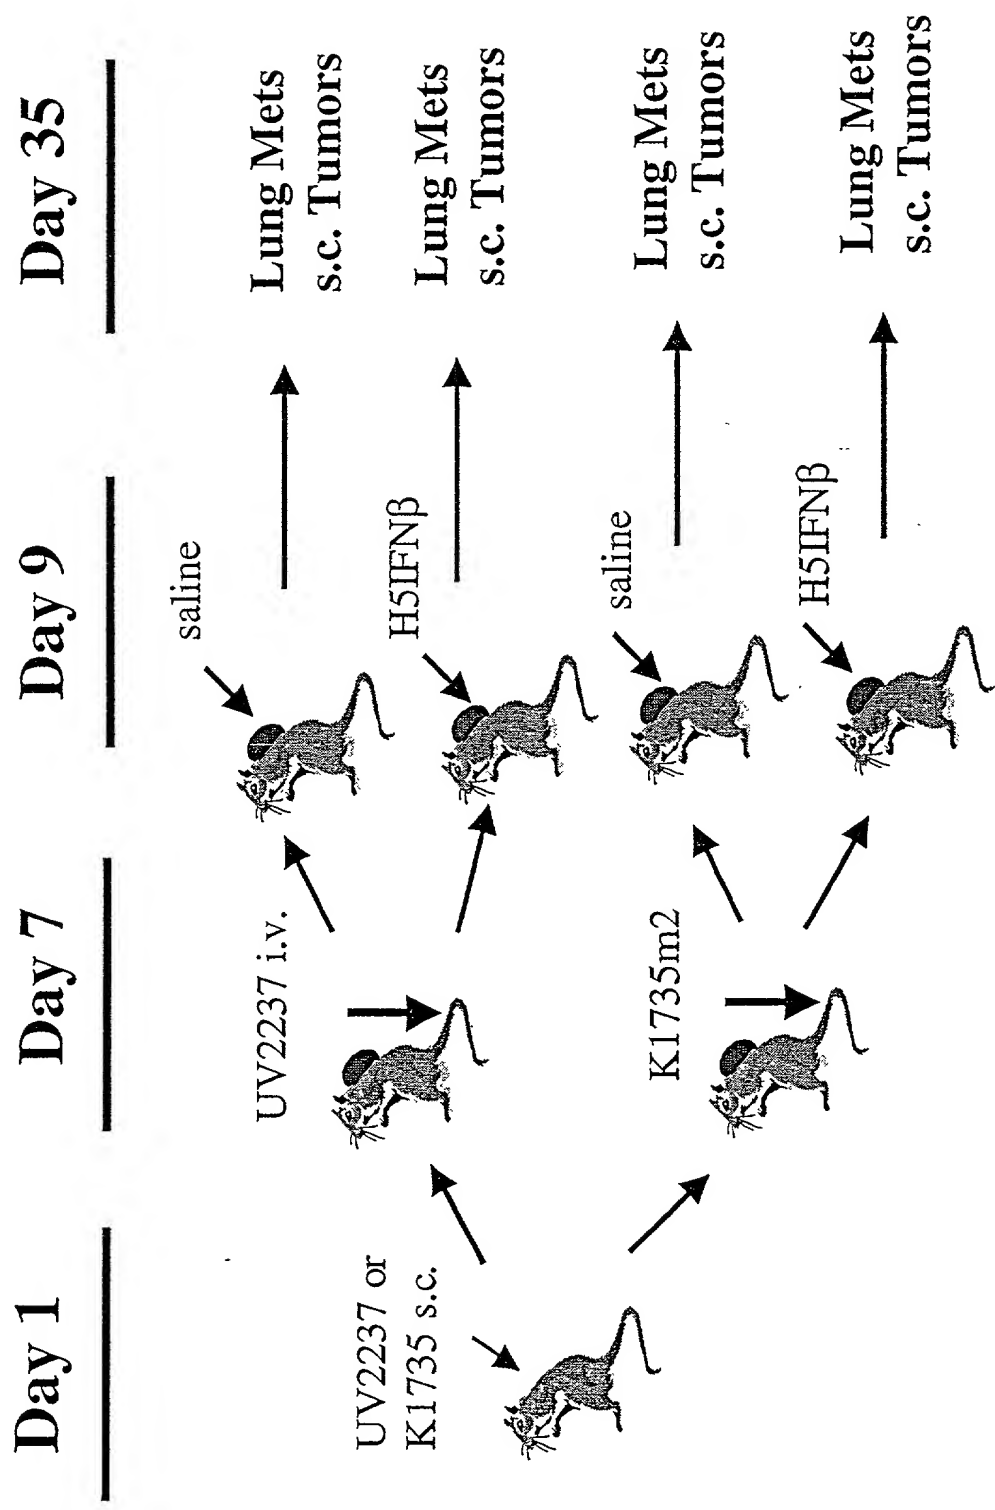 Day 1
Day 7
Day 9
Day 35
UV2237 or
K1735 s.c.
UV2237 i.v.
K1735m2
saline
H5IFNβ
saline
H5IFNβ
Lung Mets
s.c. Tumors
Lung Mets
s.c. Tumors
Lung Mets
s.c. Tumors
Lung Mets
s.c. Tumors